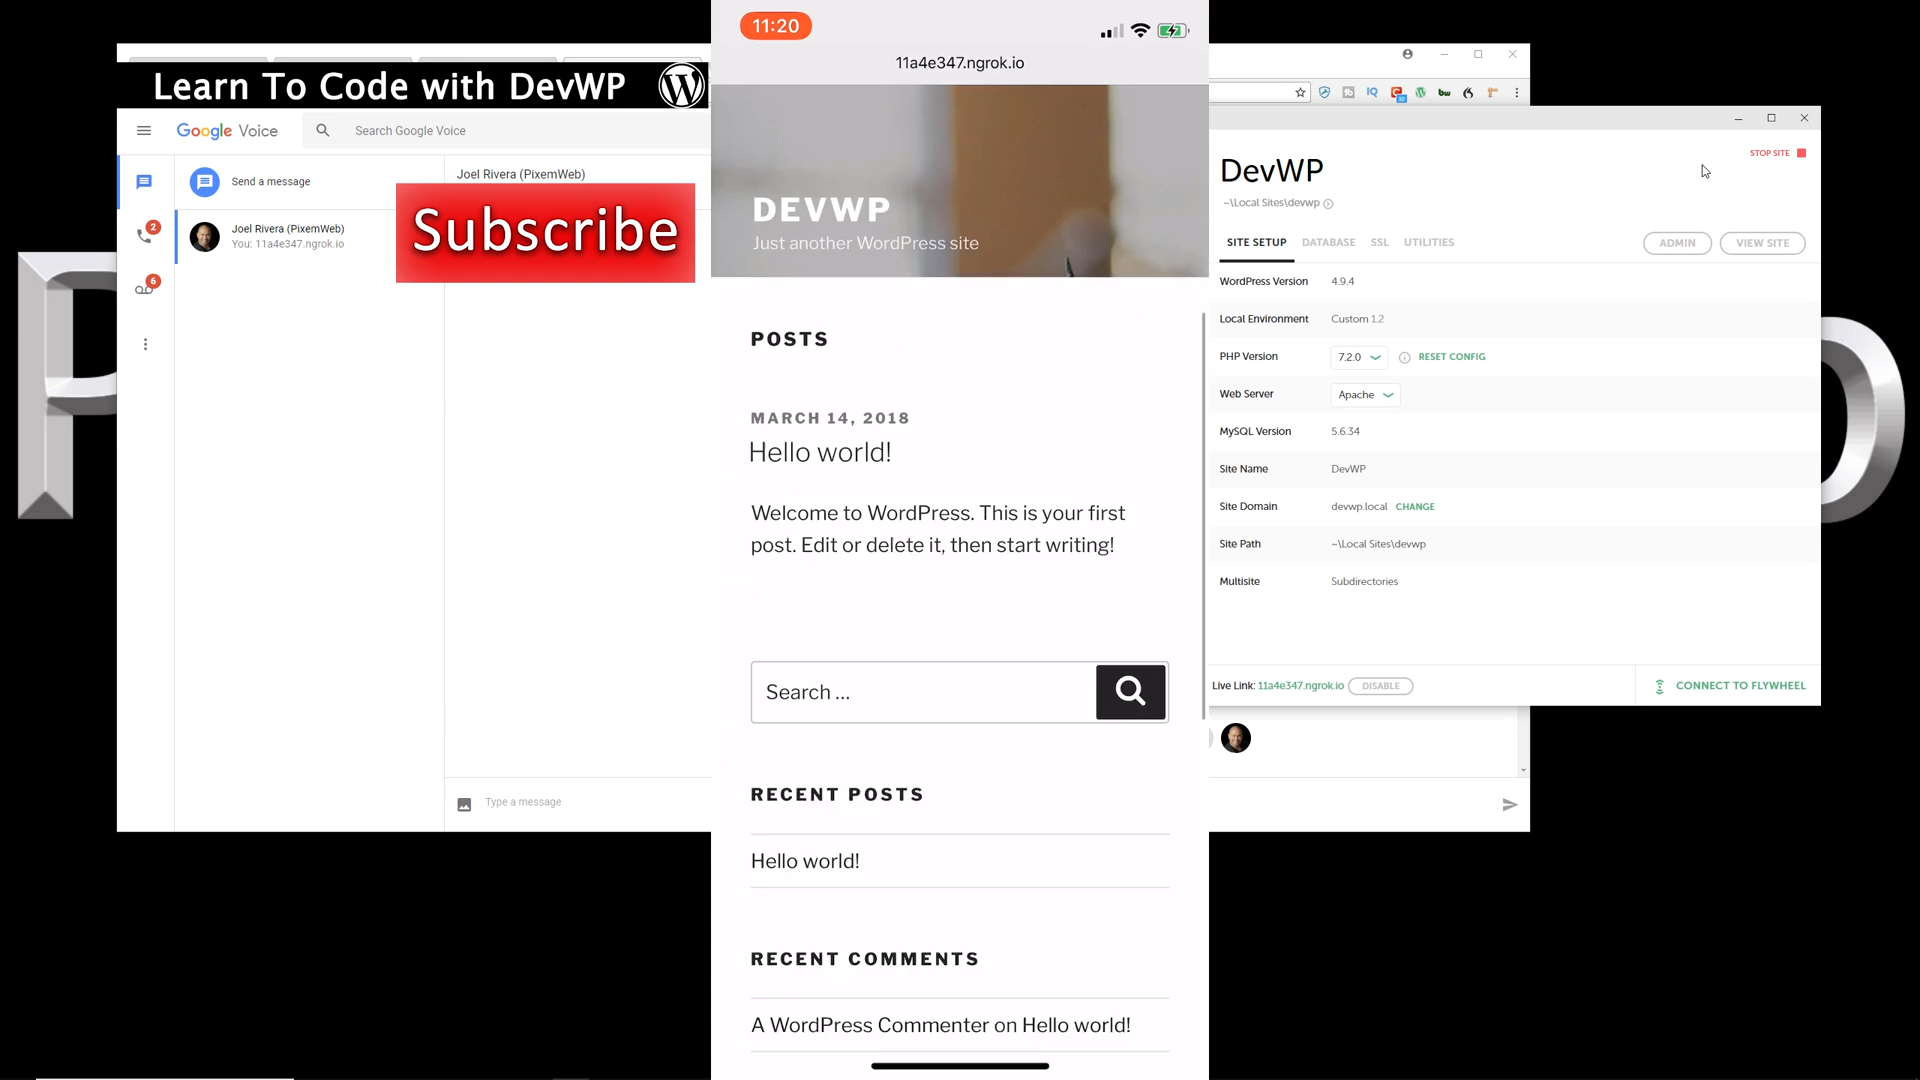 Learn To Code with DevWP
Google Voice
Search Google Voice
Send a message
Joel Rivera (PixemWeb)
You: 11a4e347.ngrok.io
2
6
Joel Rivera (PixemWeb)
Subscribe
Type a message
11:20
11a4e347.ngrok.io
DEVWP
Just another WordPress site
POSTS
MARCH 14, 2018
Hello world!
Welcome to WordPress. This is your first
post. Edit or delete it, then start writing!
Search ...
RECENT POSTS
Hello world!
RECENT COMMENTS
A WordPress Commenter on Hello world!
STOP SITE
DevWP
~\Local Sites\devwp
SITE SETUP DATABASE SSL UTILITIES
ADMIN VIEW SITE
WordPress Version 4.9.4
Local Environment Custom 1.2
PHP Version 7.2.0 RESET CONFIG
Web Server Apache
MySQL Version 5.6.34
Site Name DevWP
Site Domain devwp.local CHANGE
Site Path ~\Local Sites\devwp
Multisite Subdirectories
Live Link: 11a4e347.ngrok.io DISABLE
CONNECT TO FLYWHEEL